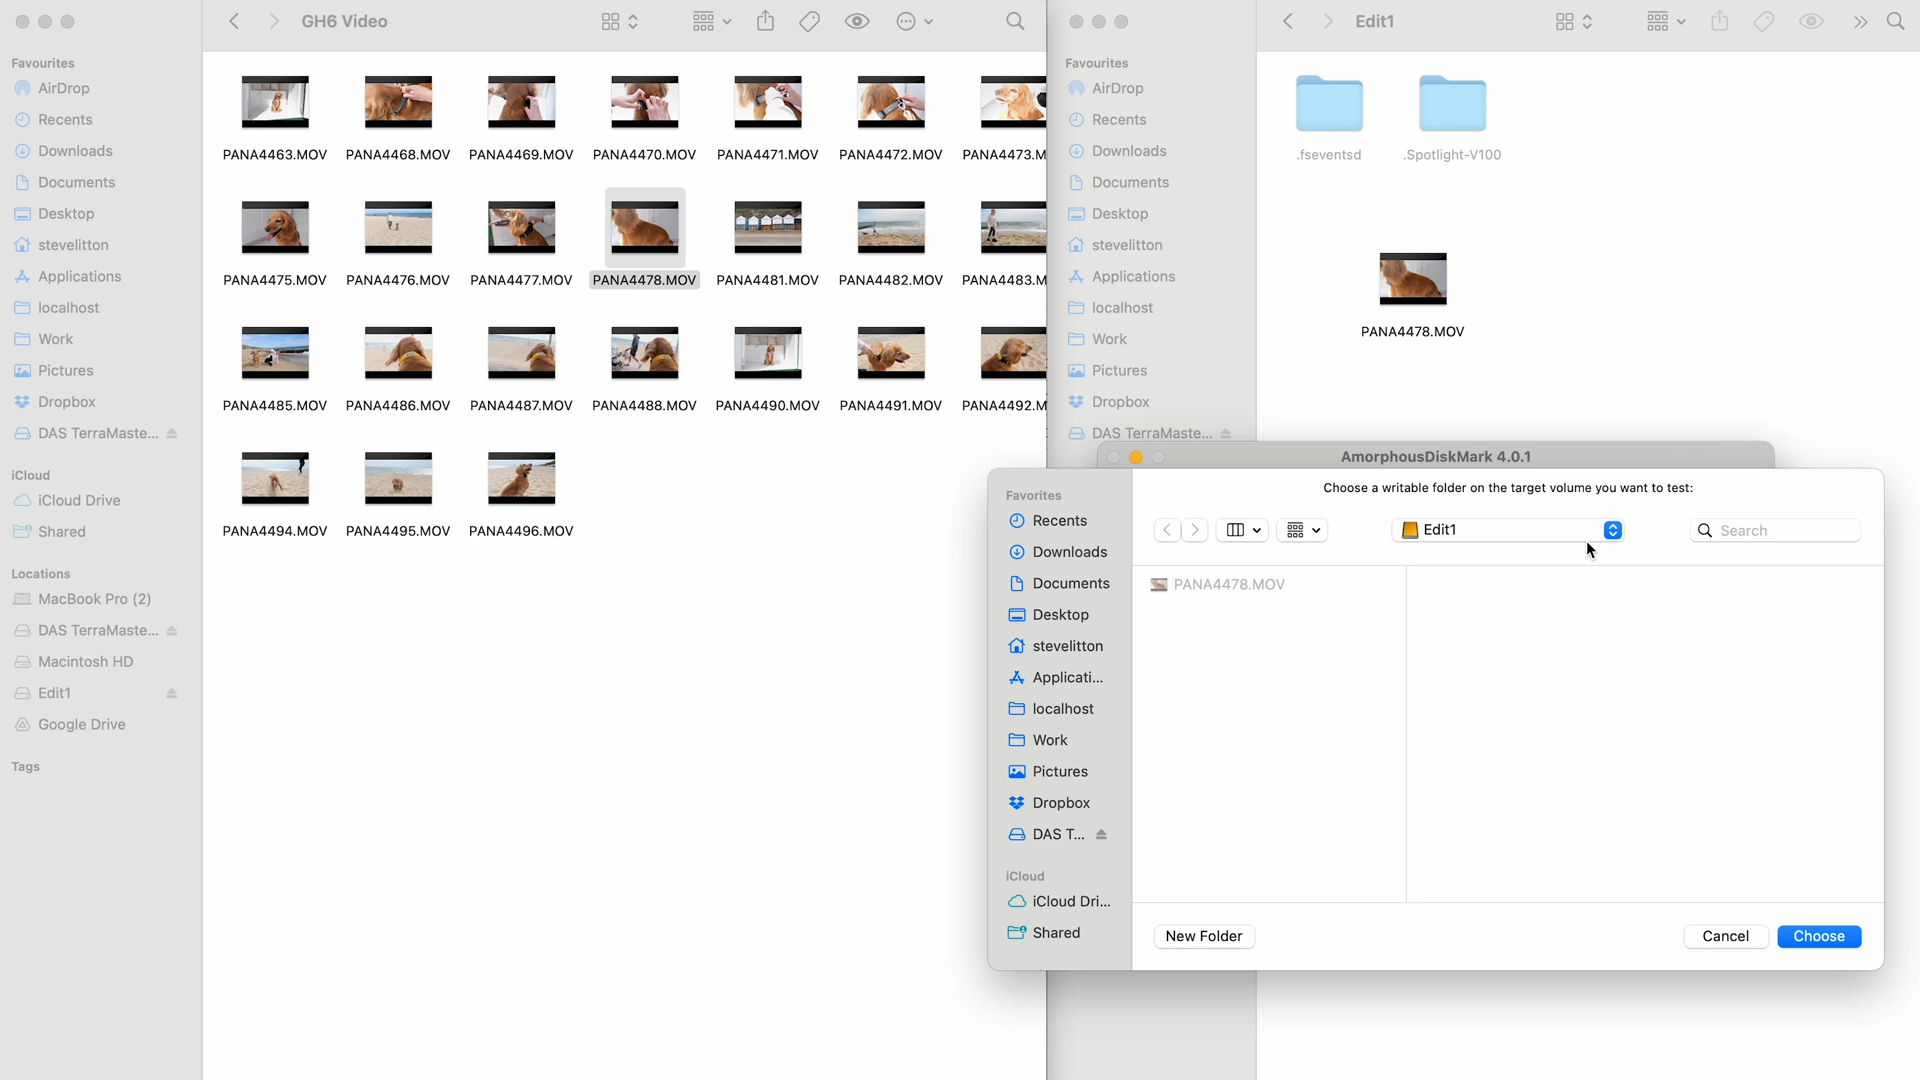 GH6 Video
Favourites
AirDrop
Recents
Downloads
Documents
Desktop
stevelitton
Applications
localhost
Work
Pictures
Dropbox
DAS TerraMaste...
iCloud
iCloud Drive
Shared
Locations
MacBook Pro (2)
DAS TerraMaste...
Macintosh HD
Edit1
Google Drive
Tags
PANA4463.MOV PANA4468.MOV PANA4469.MOV PANA4470.MOV PANA4471.MOV PANA4472.MOV PANA4473.M
PANA4475.MOV PANA4476.MOV PANA4477.MOV PANA4478.MOV PANA4481.MOV PANA4482.MOV PANA4483.M
PANA4485.MOV PANA4486.MOV PANA4487.MOV PANA4488.MOV PANA4490.MOV PANA4491.MOV PANA4492.M
PANA4494.MOV PANA4495.MOV PANA4496.MOV
Edit1
Favourites
AirDrop
Recents
Downloads
Documents
Desktop
stevelitton
Applications
localhost
Work
Pictures
Dropbox
DAS TerraMaste...
.fseventsd .Spotlight-V100
PANA4478.MOV
AmorphousDiskMark 4.0.1
Choose a writable folder on the target volume you want to test:
Edit1
Search
Favorites
Recents
Downloads
Documents
Desktop
stevelitton
Applicati...
localhost
Work
Pictures
Dropbox
DAS T...
iCloud
iCloud Dri...
Shared
PANA4478.MOV
New Folder
Cancel
Choose